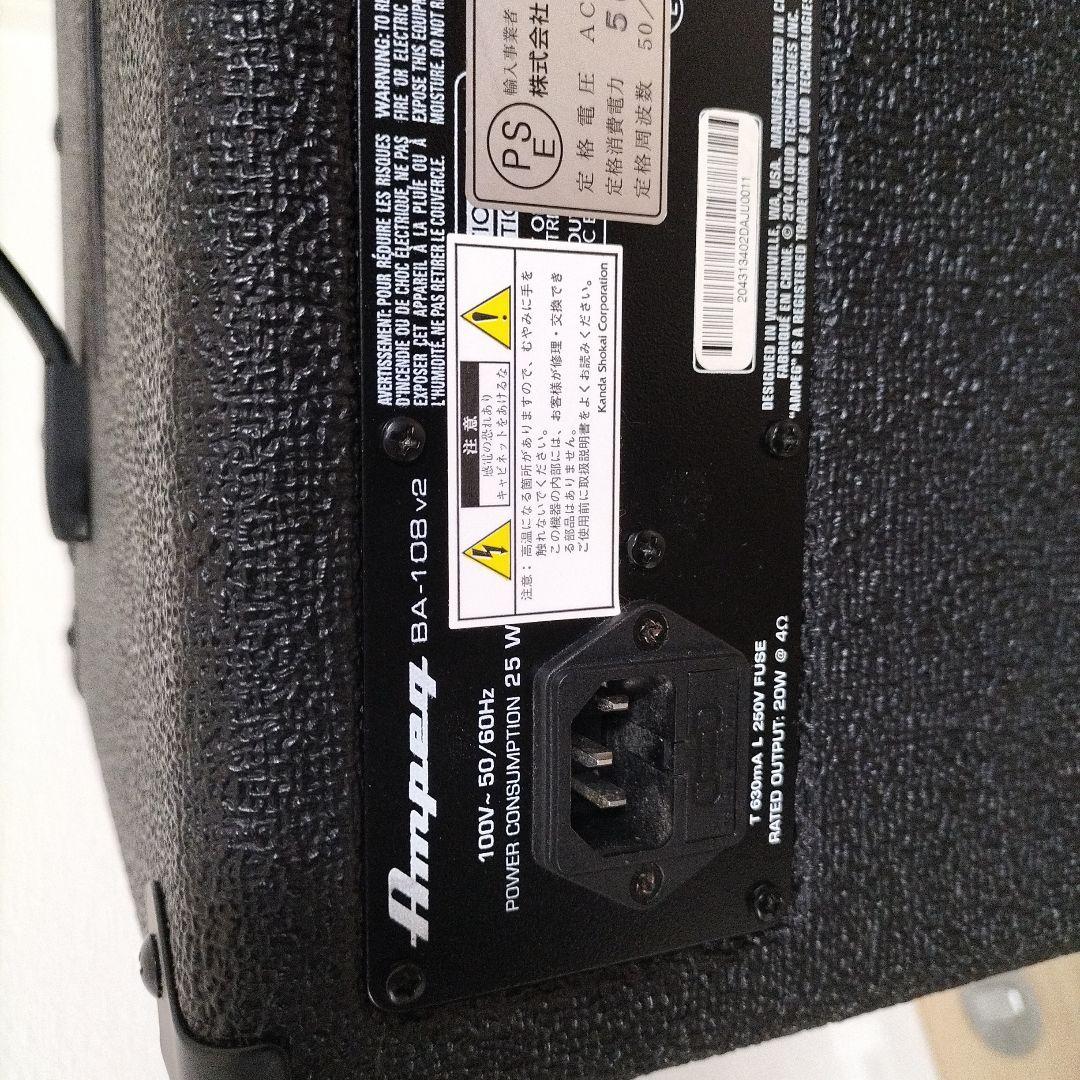 Ampeg BA-108 v2
100V~ 50/60Hz
POWER CONSUMPTION 25 W
AVERTISSEMENT: POUR RÉDUIRE LES RISQUES
D'INCENDIE OU DE CHOC ÉLECTRIQUE, NE PAS
EXPOSER CET APPAREIL À LA PLUIE OU À
L'HUMIDITÉ. NE PAS RETIRER LE COUVERCLE.
WARNING: TO
FIRE OR ELECTRIC
EXPOSE THIS EQUIPM
MOISTURE. DO NOT R
注意
感電の恐れあり
キャビネットをあけるな
注意: 高温になる箇所がありますので、むやみに手を
触れないでください。
この機器の内部には、お客様が修理・交換でき
る部品はありません。
ご使用前に取扱説明書をよくお読みください。
Kanda Shokai Corporation
PSE
輸入事業者
株式会社
定格電圧 AC
定格消費電力
定格周波数 50/
204313402DAJU0011
T 630mA L 250V FUSE
RATED OUTPUT: 20W @ 4Ω
DESIGNED IN WOODINVILLE, WA, USA. MANUFACTURED IN C
FABRIQUÉ EN CHINE. © 2014 LOUD TECHNOLOGIES INC.
"AMPEG" IS A REGISTERED TRADEMARK OF LOUD TECHNOLOGIES